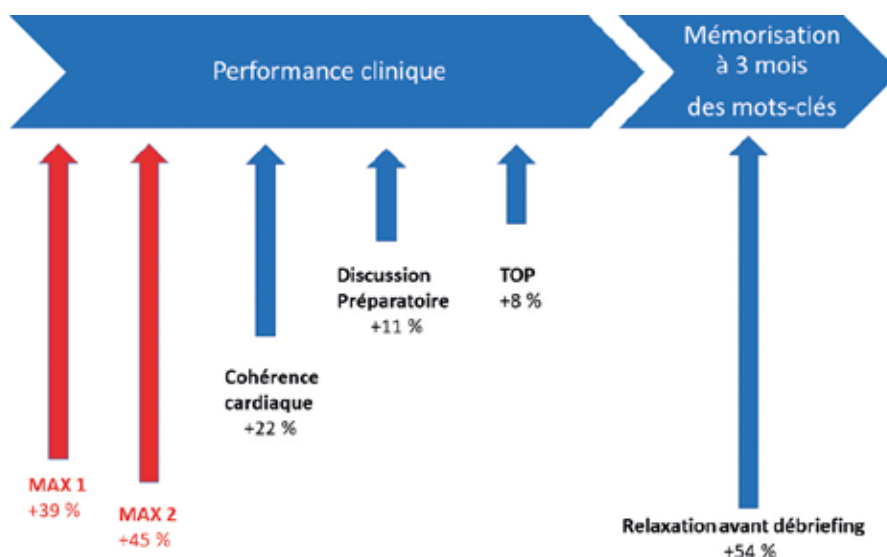 Performance clinique
Mémorisation
à 3 mois
des mots-clés
MAX 1
+39 %
MAX 2
+45 %
Cohérence
cardiaque
+22 %
Discussion
Préparatoire
+11 %
TOP
+8 %
Relaxation avant débriefing
+54 %